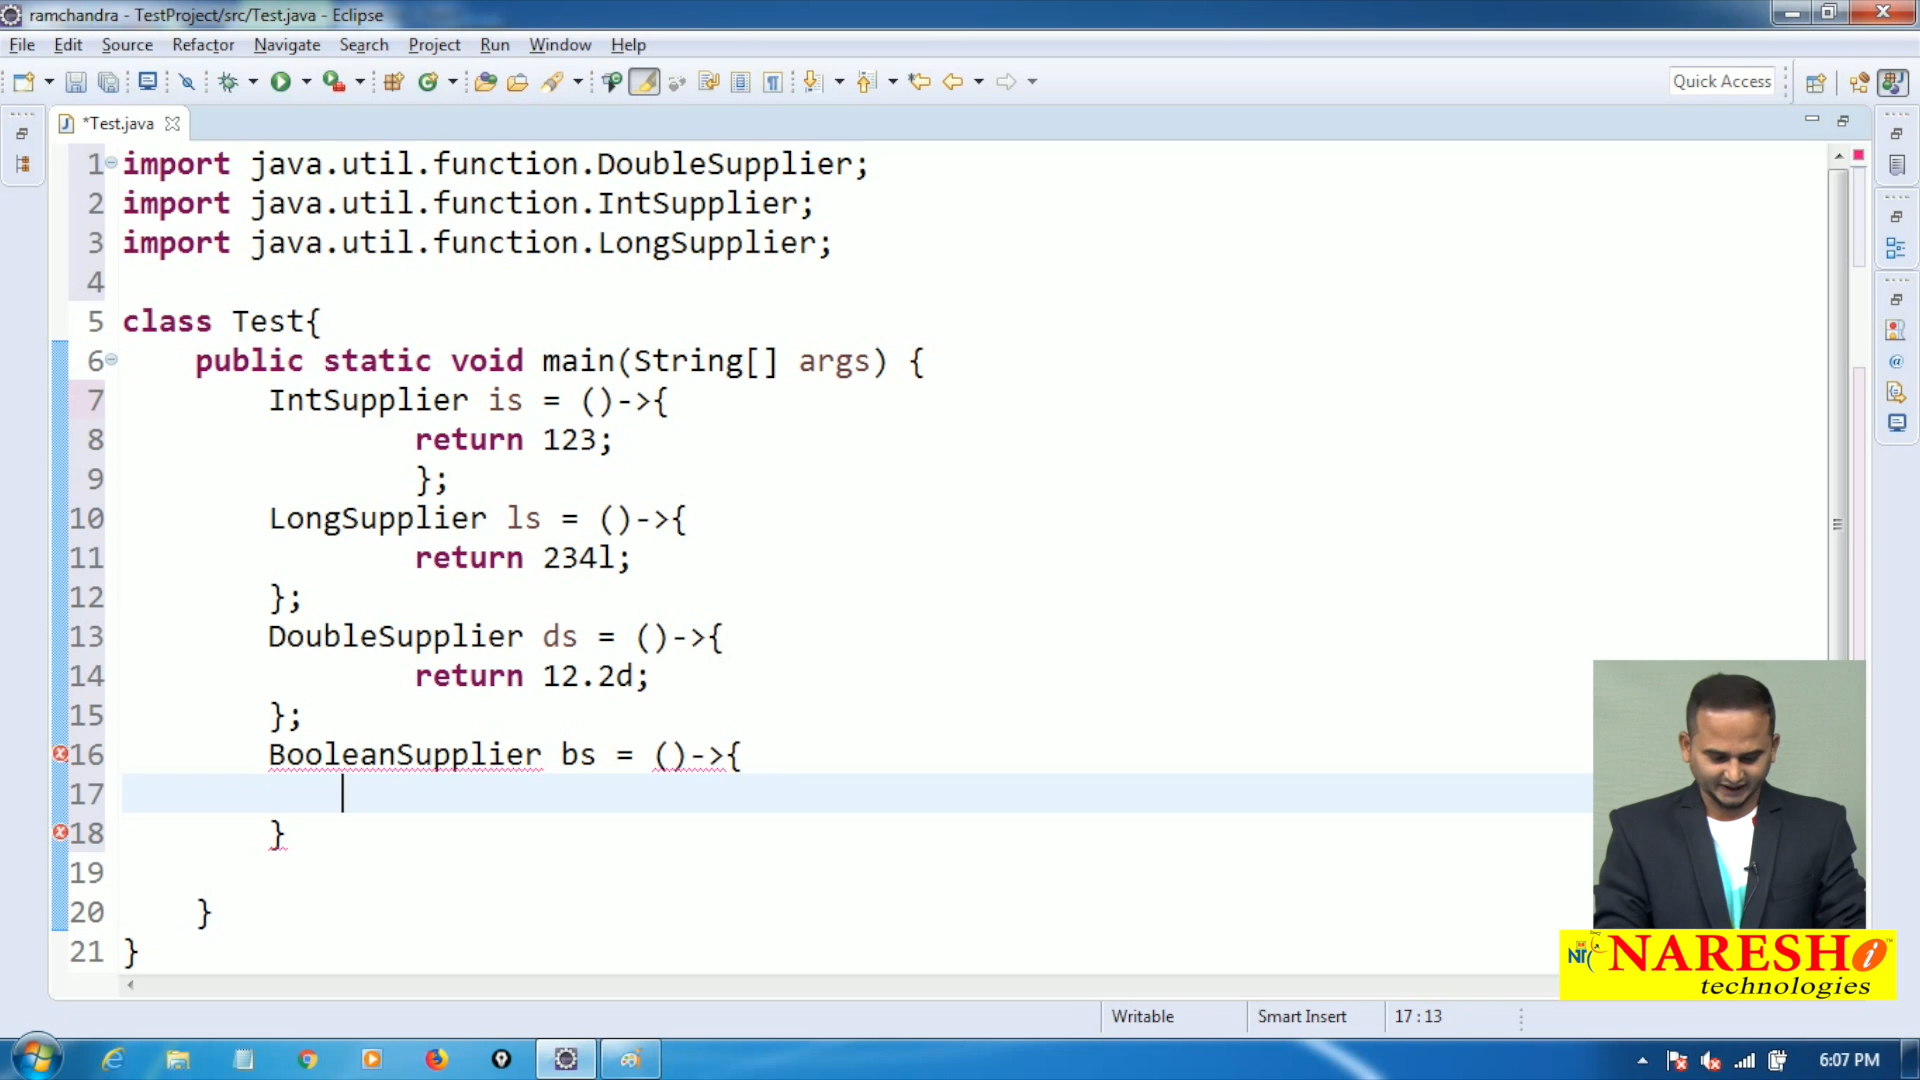 ramchandra - TestProject/src/Test.java - Eclipse
File Edit Source Refactor Navigate Search Project Run Window Help
Quick Access
*Test.java
1 import java.util.function.DoubleSupplier;
2 import java.util.function.IntSupplier;
3 import java.util.function.LongSupplier;
4
5 class Test{
6 public static void main(String[] args) {
7 IntSupplier is = ()->{
8 return 123;
9 };
10 LongSupplier ls = ()->{
11 return 234l;
12 };
13 DoubleSupplier ds = ()->{
14 return 12.2d;
15 };
16 BooleanSupplier bs = ()->{
17
18 }
19
20 }
21 }
NARESH i
technologies
Writable Smart Insert 17 : 13
6:07 PM